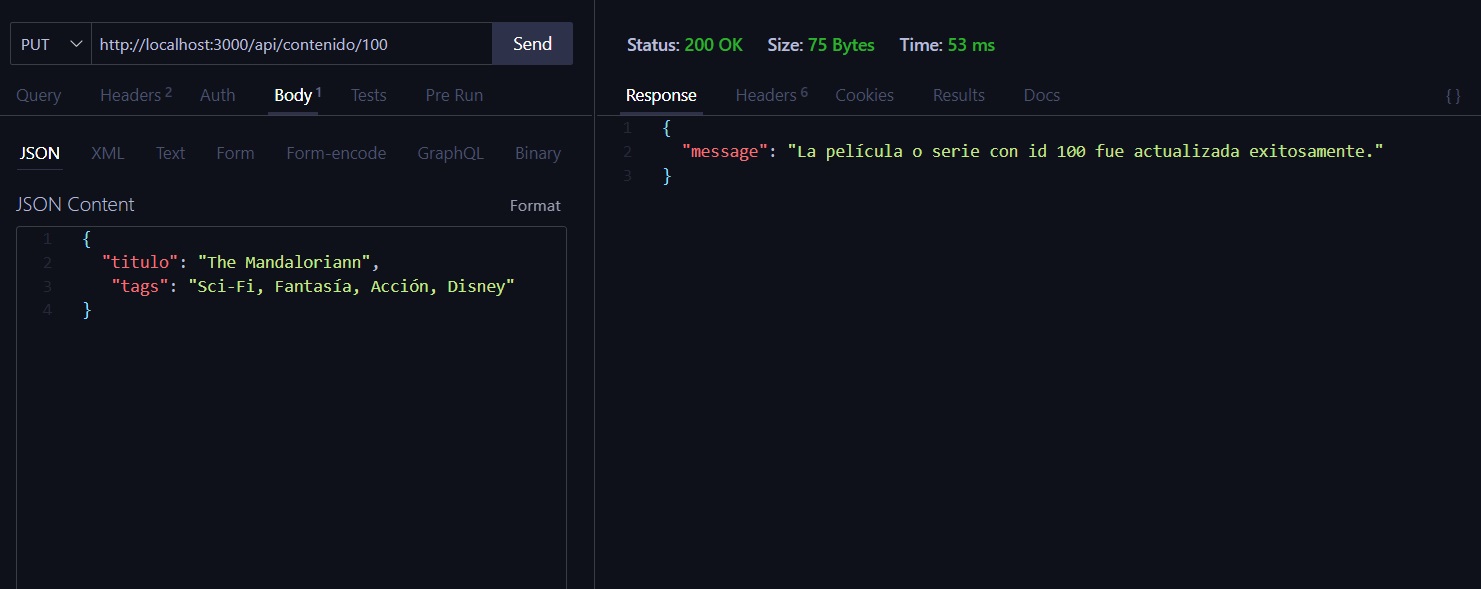 PUT http://localhost:3000/api/contenido/100 Send
Query Headers 2 Auth Body 1 Tests Pre Run
JSON XML Text Form Form-encode GraphQL Binary
JSON Content Format
1 {
2 "titulo": "The Mandaloriann",
3 "tags": "Sci-Fi, Fantasía, Acción, Disney"
4 }
Status: 200 OK Size: 75 Bytes Time: 53 ms
Response Headers 6 Cookies Results Docs { }
1 {
2 "message": "La película o serie con id 100 fue actualizada exitosamente."
3 }